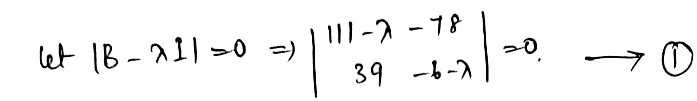 let |B - λI| = 0 ⇒ | 111-λ  -78 | = 0. ⟶ ①
| 39  -6-λ |